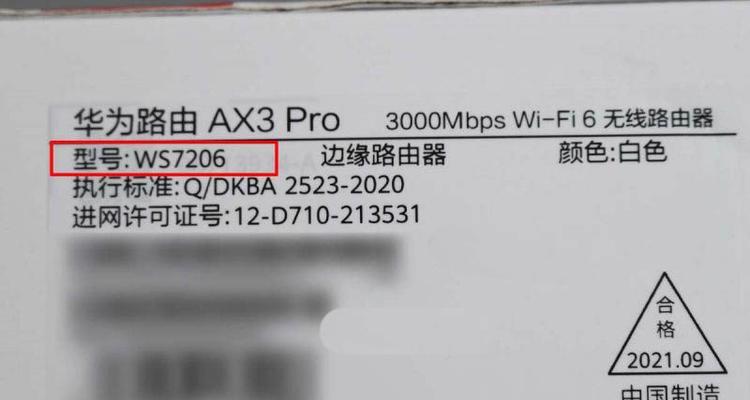 华为路由 AX3 Pro 3000Mbps Wi-Fi 6 无线路由器
型号:WS7206 边缘路由器 颜色:白色
执行标准:Q/DKBA 2523-2020
进网许可证号:12-D710-213531
合格
2021.09
中国制造